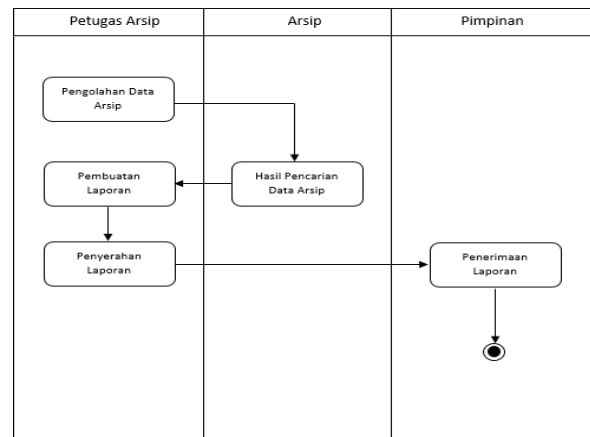 Petugas Arsip
Arsip
Pimpinan
Pengolahan Data
Arsip
Pembuatan
Laporan
Hasil Pencarian
Data Arsip
Penyerahan
Laporan
Penerimaan
Laporan